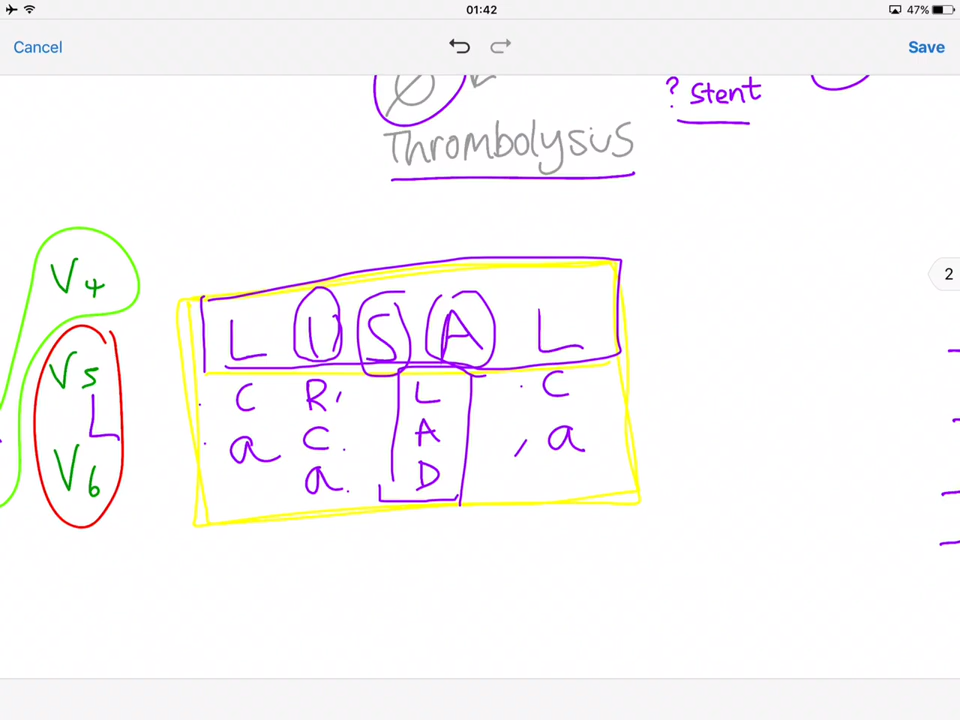 01:42
47%
Cancel
Save
? stent
Thrombolysis
V4
V5
L
V6
2
L I S A L
C R L C
a C A a
a D